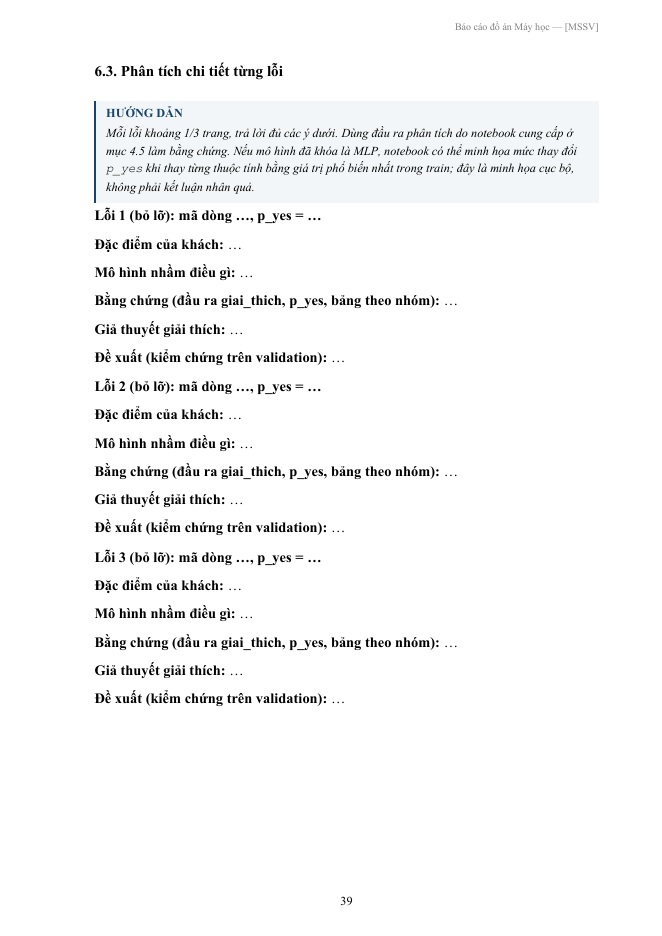 Báo cáo đồ án Máy học — [MSSV]
6.3. Phân tích chi tiết từng lỗi
HƯỚNG DẪN
Mỗi lỗi khoảng 1/3 trang, trả lời đủ các ý dưới. Dùng đầu ra phân tích do notebook cung cấp ở
mục 4.5 làm bằng chứng. Nếu mô hình đã khóa là MLP, notebook có thể minh họa mức thay đổi
p_yes khi thay từng thuộc tính bằng giá trị phổ biến nhất trong train; đây là minh họa cục bộ,
không phải kết luận nhân quả.
Lỗi 1 (bỏ lỡ): mã dòng …, p_yes = …
Đặc điểm của khách: …
Mô hình nhầm điều gì: …
Bằng chứng (đầu ra giai_thich, p_yes, bảng theo nhóm): …
Giả thuyết giải thích: …
Đề xuất (kiểm chứng trên validation): …
Lỗi 2 (bỏ lỡ): mã dòng …, p_yes = …
Đặc điểm của khách: …
Mô hình nhầm điều gì: …
Bằng chứng (đầu ra giai_thich, p_yes, bảng theo nhóm): …
Giả thuyết giải thích: …
Đề xuất (kiểm chứng trên validation): …
Lỗi 3 (bỏ lỡ): mã dòng …, p_yes = …
Đặc điểm của khách: …
Mô hình nhầm điều gì: …
Bằng chứng (đầu ra giai_thich, p_yes, bảng theo nhóm): …
Giả thuyết giải thích: …
Đề xuất (kiểm chứng trên validation): …
39